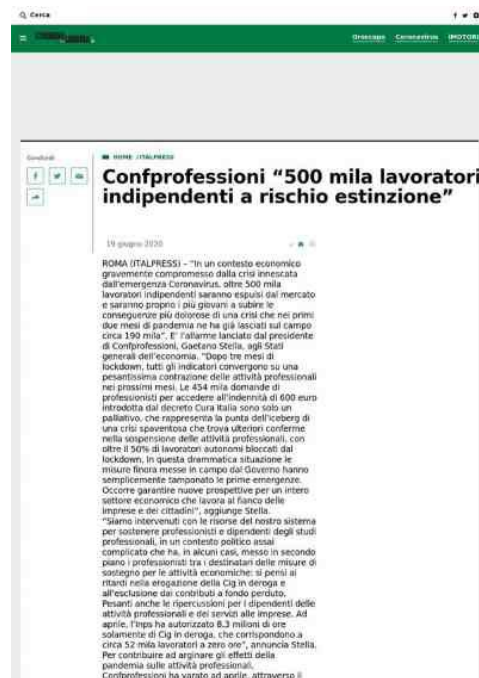 Cerca
Oroscopo Coronavirus IMOTORI
Condividi
HOME /ITALPRESS
Confprofessioni “500 mila lavoratori
indipendenti a rischio estinzione”
19 giugno 2020
ROMA (ITALPRESS) – “In un contesto economico
gravemente compromesso dalla crisi innescata
dall’emergenza Coronavirus, oltre 500 mila
lavoratori indipendenti saranno espulsi dal mercato
e saranno proprio i più giovani a subire le
conseguenze più dolorose di una crisi che nei primi
due mesi di pandemia ne ha già lasciati sul campo
circa 190 mila”. E’ l’allarme lanciato dal presidente
di Confprofessioni, Gaetano Stella, agli Stati
generali dell’economia. “Dopo tre mesi di
lockdown, tutti gli indicatori convergono su una
pesantissima contrazione delle attività professionali
nei prossimi mesi. Le 454 mila domande di
professionisti per accedere all’indennità di 600 euro
introdotta dal decreto Cura Italia sono solo un
palliativo, che rappresenta la punta dell’iceberg di
una crisi spaventosa che trova ulteriori conferme
nella sospensione delle attività professionali, con
oltre il 50% di lavoratori autonomi bloccati dal
lockdown. In questa drammatica situazione le
misure finora messe in campo dal Governo hanno
semplicemente tamponato le prime emergenze.
Occorre garantire nuove prospettive per un intero
settore economico che lavora al fianco delle
imprese e dei cittadini”, aggiunge Stella.
“Siamo intervenuti con le risorse del nostro sistema
per sostenere professionisti e dipendenti degli studi
professionali, in un contesto politico assai
complicato che ha, in alcuni casi, messo in secondo
piano i professionisti tra i destinatari delle misure di
sostegno per le attività economiche: si pensi ai
ritardi nella erogazione della Cig in deroga e
all’esclusione dai contributi a fondo perduto.
Pesanti anche le ripercussioni per i dipendenti delle
attività professionali e dei servizi alle imprese. Ad
aprile, l’Inps ha autorizzato 8,3 milioni di ore
solamente di Cig in deroga, che corrispondono a
circa 52 mila lavoratori a zero ore”, annuncia Stella.
Per contribuire ad arginare gli effetti della
pandemia sulle attività professionali,
Confprofessioni ha varato ad aprile, attraverso il